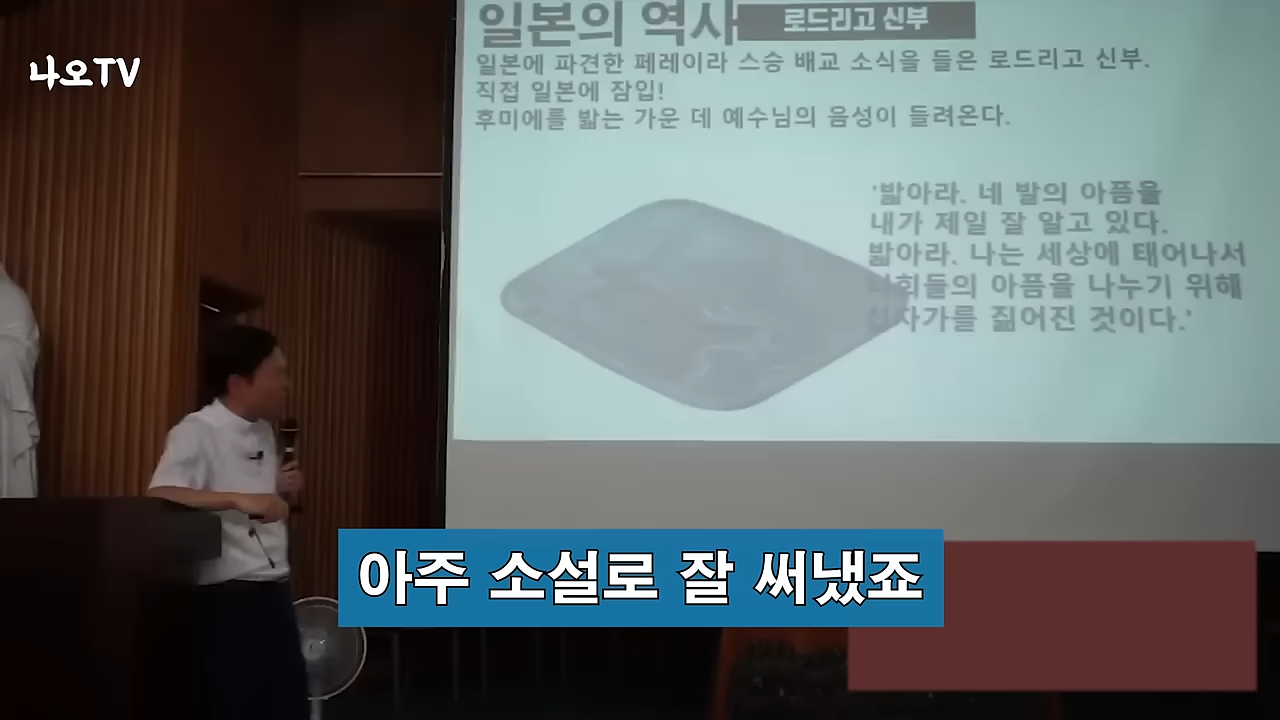 나오TV
일본의 역사
로드리고 신부
일본에 파견한 페레이라 스승 배교 소식을 들은 로드리고 신부.
직접 일본에 잠입!
후미에를 밟는 가운 데 예수님의 음성이 들려온다.
'밟아라. 네 발의 아픔을
내가 제일 잘 알고 있다.
밟아라. 나는 세상에 태어나서
너희들의 아픔을 나누기 위해
십자가를 짊어진 것이다.'
아주 소설로 잘 써냈죠